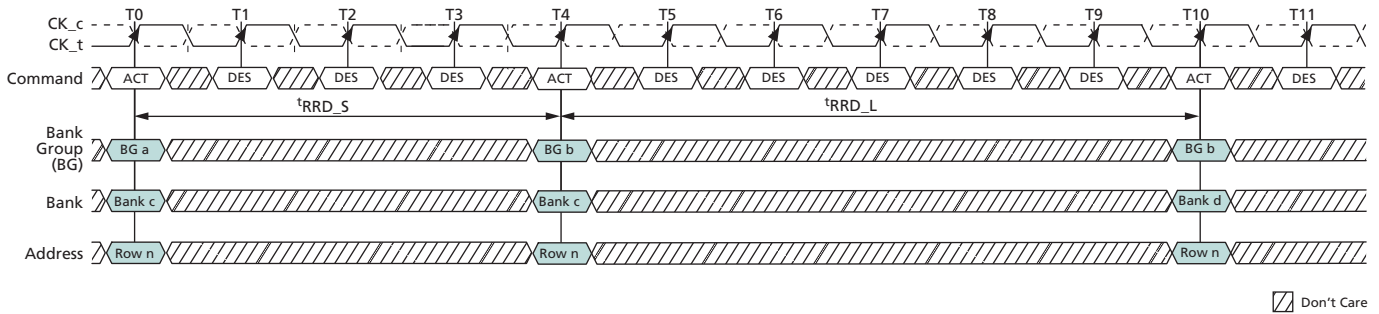 T0 T1 T2 T3 T4 T5 T6 T7 T8 T9 T10 T11
CK_c
CK_t
Command ACT DES DES DES ACT DES DES DES DES DES ACT DES
tRRD_S tRRD_L
Bank
Group
(BG)
BG a BG b BG b
Bank Bank c Bank c Bank d
Address Row n Row n Row n
Don't Care